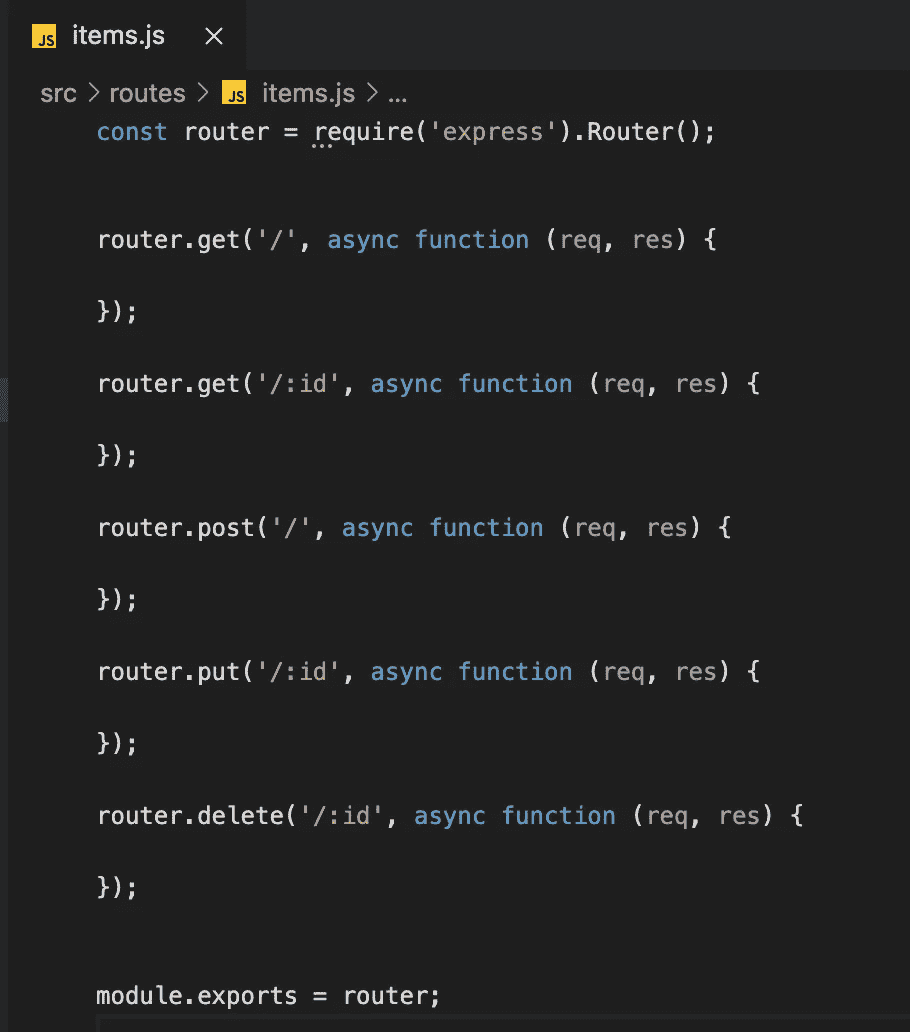 JS items.js ×
src > routes > JS items.js > ...
const router = require('express').Router();
router.get('/', async function (req, res) {
});
router.get('/:id', async function (req, res) {
});
router.post('/', async function (req, res) {
});
router.put('/:id', async function (req, res) {
});
router.delete('/:id', async function (req, res) {
});
module.exports = router;